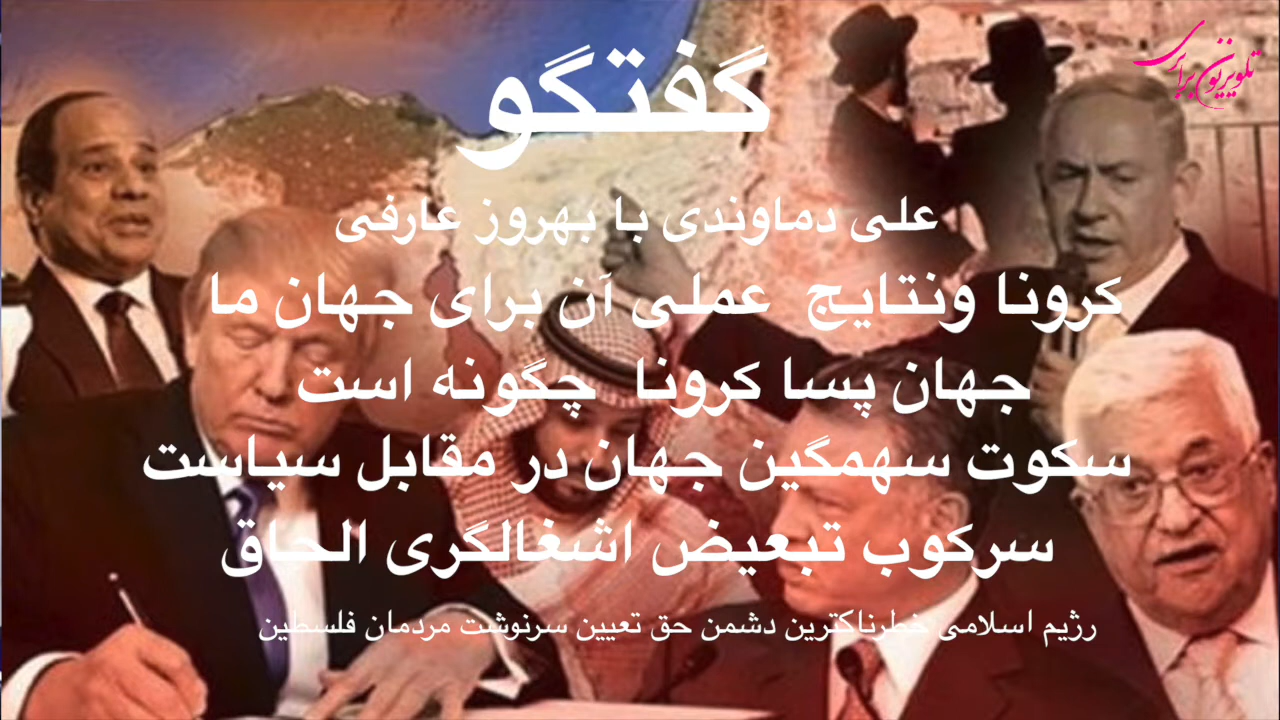 تلویزیون برابری
گفتگو
علی دماوندی با بهروز عارفی
کرونا ونتایج عملی آن برای جهان ما
جهان پسا کرونا چگونه است
سکوت سهمگین جهان در مقابل سیاست
سرکوب تبعیض اشغالگری الحاق
رژیم اسلامی خطرناکترین دشمن حق تعیین سرنوشت مردمان فلسطین